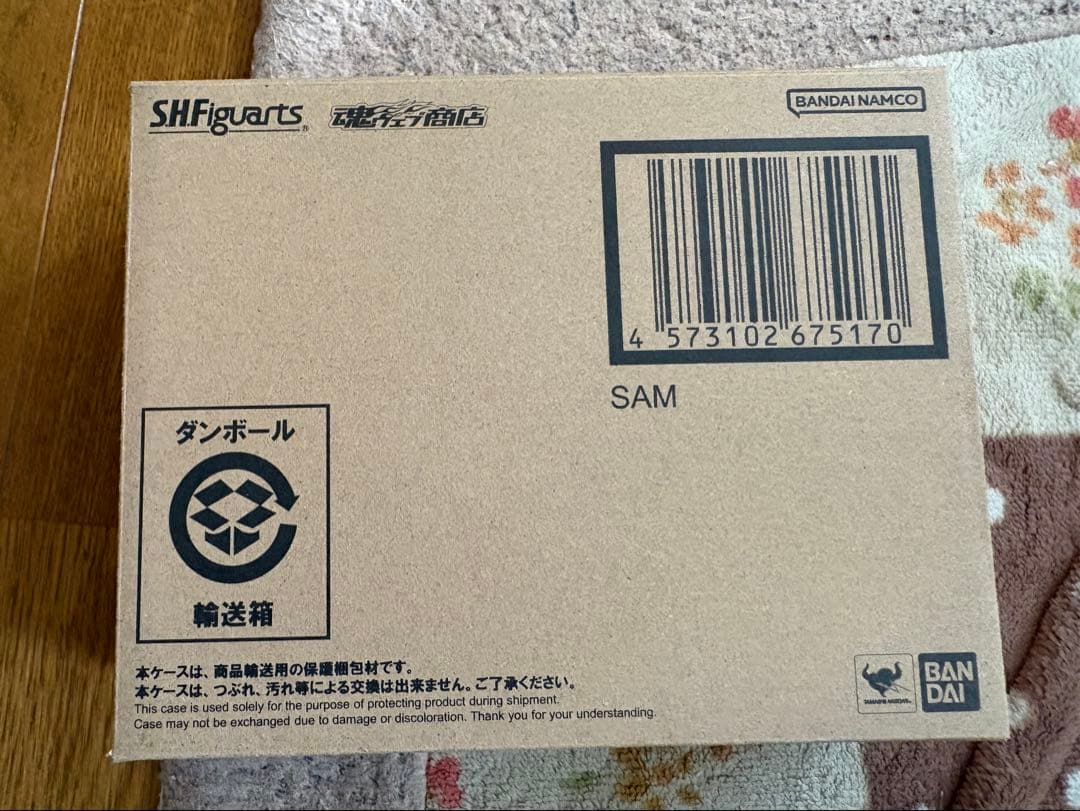 S.H.Figuarts®
魂ウェブ商店
BANDAI NAMCO
4 573102 675170
SAM
ダンボール
輸送箱
本ケースは、商品輸送用の保護梱包材です。
本ケースは、つぶれ、汚れ等による交換は出来ません。ご了承ください。
This case is used solely for the purpose of protecting product during shipment.
Case may not be exchanged due to damage or discoloration. Thank you for your understanding.
TAMASHII NATIONS
BAN
DAI